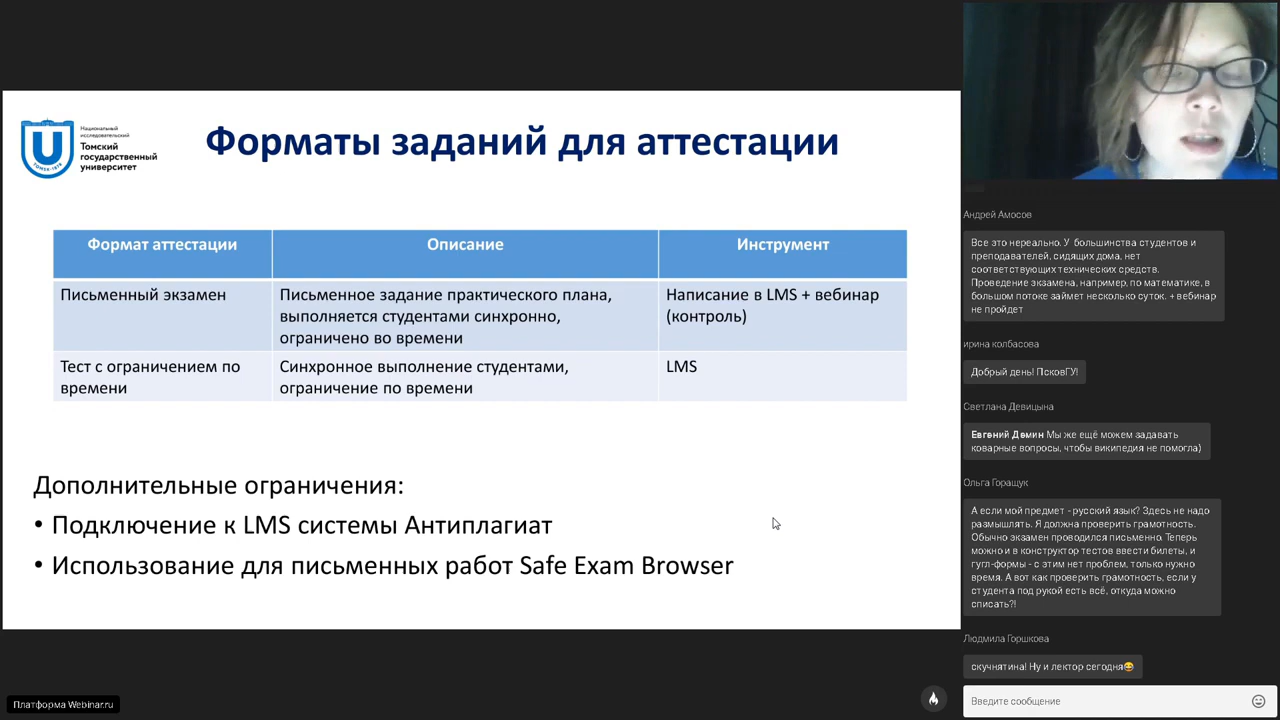 Национальный
исследовательский
Томский
государственный
университет
Форматы заданий для аттестации
Формат аттестации
Описание
Инструмент
Письменный экзамен
Письменное задание практического плана,
выполняется студентами синхронно,
ограничено во времени
Написание в LMS + вебинар
(контроль)
Тест с ограничением по
времени
Синхронное выполнение студентами,
ограничение по времени
LMS
Дополнительные ограничения:
• Подключение к LMS системы Антиплагиат
• Использование для письменных работ Safe Exam Browser
Платформа Webinar.ru
Андрей Амосов
Все это нереально. У большинства студентов и
преподавателей, сидящих дома, нет
соответствующих технических средств.
Проведение экзамена, например, по математике, в
большом потоке займет несколько суток. + вебинар
не пройдет
ирина колбасова
Добрый день! ПсковГУ!
Светлана Девицына
Евгений Демин Мы же ещё можем задавать
коварные вопросы, чтобы википедия не помогла)
Ольга Горащук
А если мой предмет - русский язык? Здесь не надо
размышлять. Я должна проверить грамотность.
Обычно экзамен проводился письменно. Теперь
можно и в конструктор тестов ввести билеты, и
гугл-формы - с этим нет проблем, только нужно
время. А вот как проверить грамотность, если у
студента под рукой есть всё, откуда можно
списать?!
Людмила Горшкова
скучнятина! Ну и лектор сегодня😂
Введите сообщение